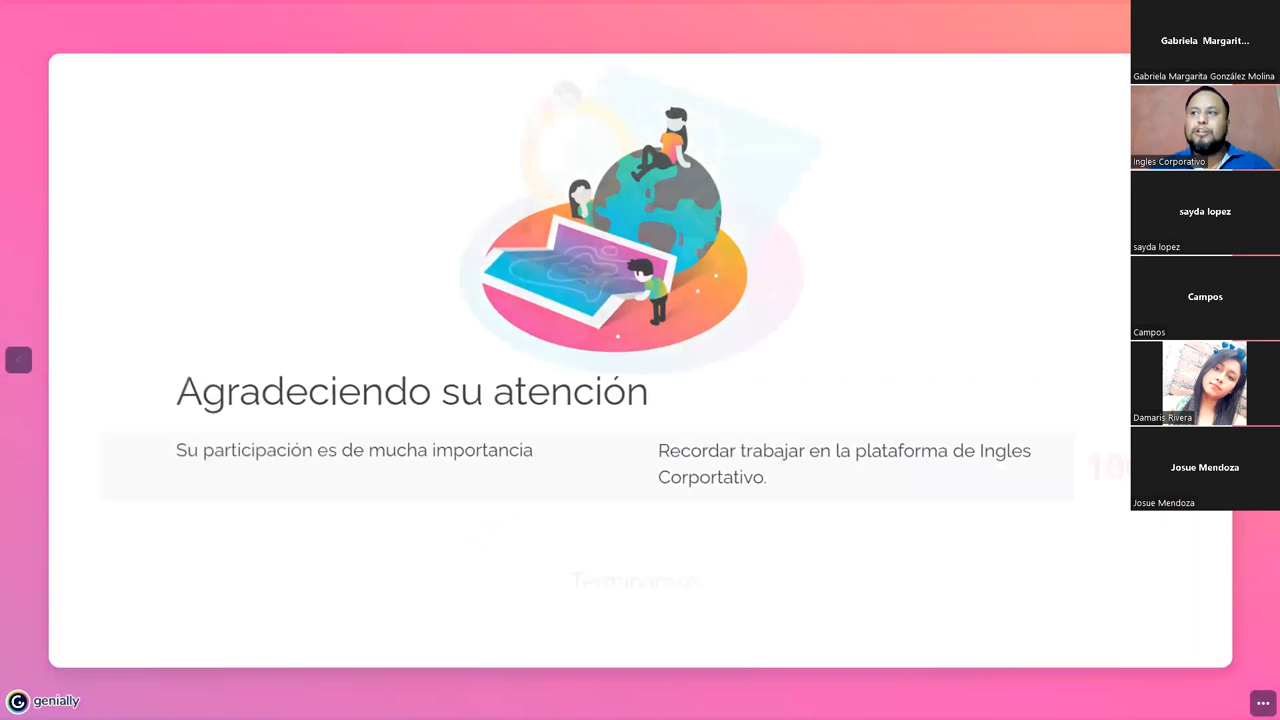 Gabriela Margarit...
Gabriela Margarita González Molina
Ingles Corporativo
sayda lopez
sayda lopez
Campos
Campos
Damaris Rivera
Josue Mendoza
Josue Mendoza
Agradeciendo su atención
Su participación es de mucha importancia
Recordar trabajar en la plataforma de Ingles
Corportativo.
genially